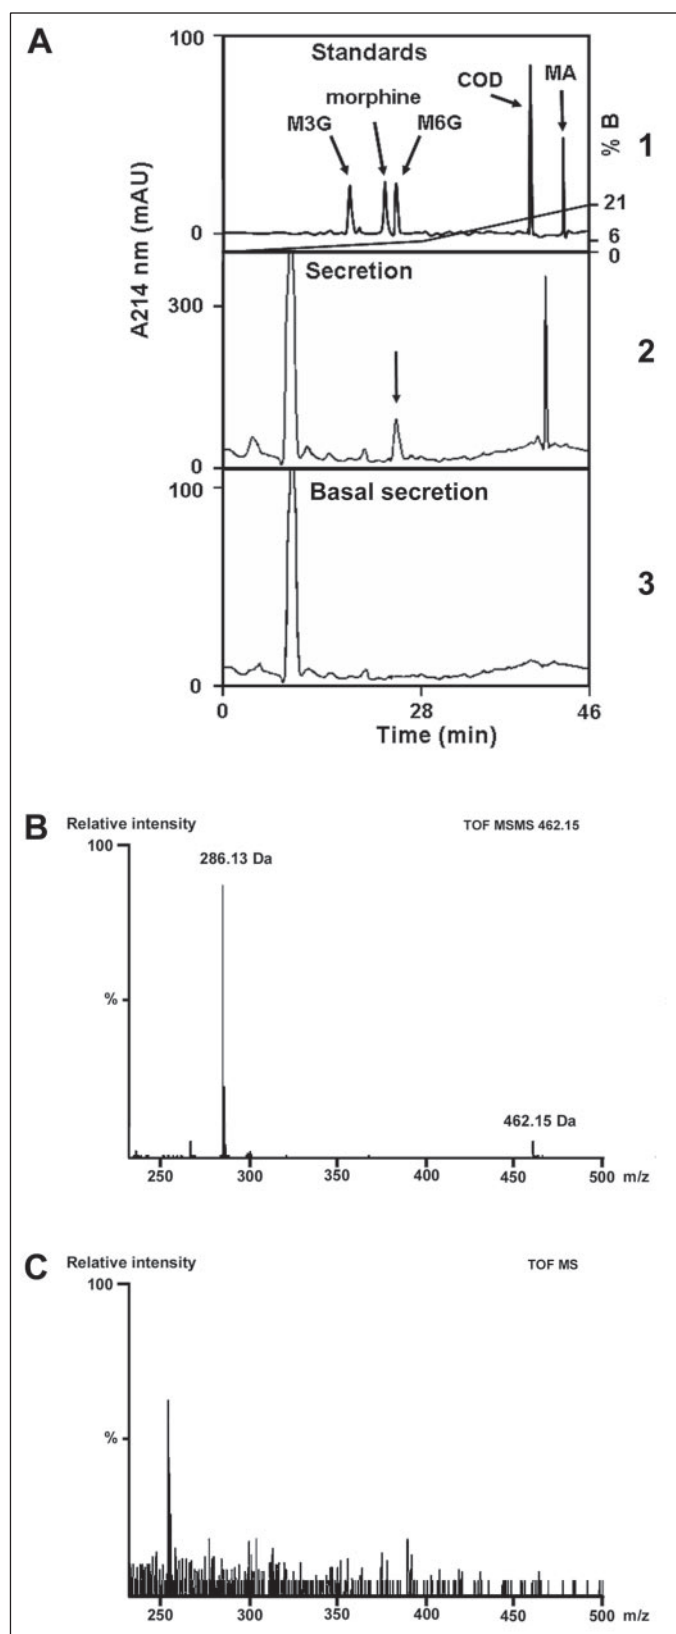 A
100
Standards
morphine
M3G
M6G
COD
MA
% B
1
21
6
0
0
A214 nm (mAU)
Secretion
300
2
0
Basal secretion
100
3
0
0
28
46
Time (min)
B
Relative intensity
TOF MSMS 462.15
100
286.13 Da
%
462.15 Da
250
300
350
400
450
500
m/z
C
Relative intensity
TOF MS
100
%
250
300
350
400
450
500
m/z